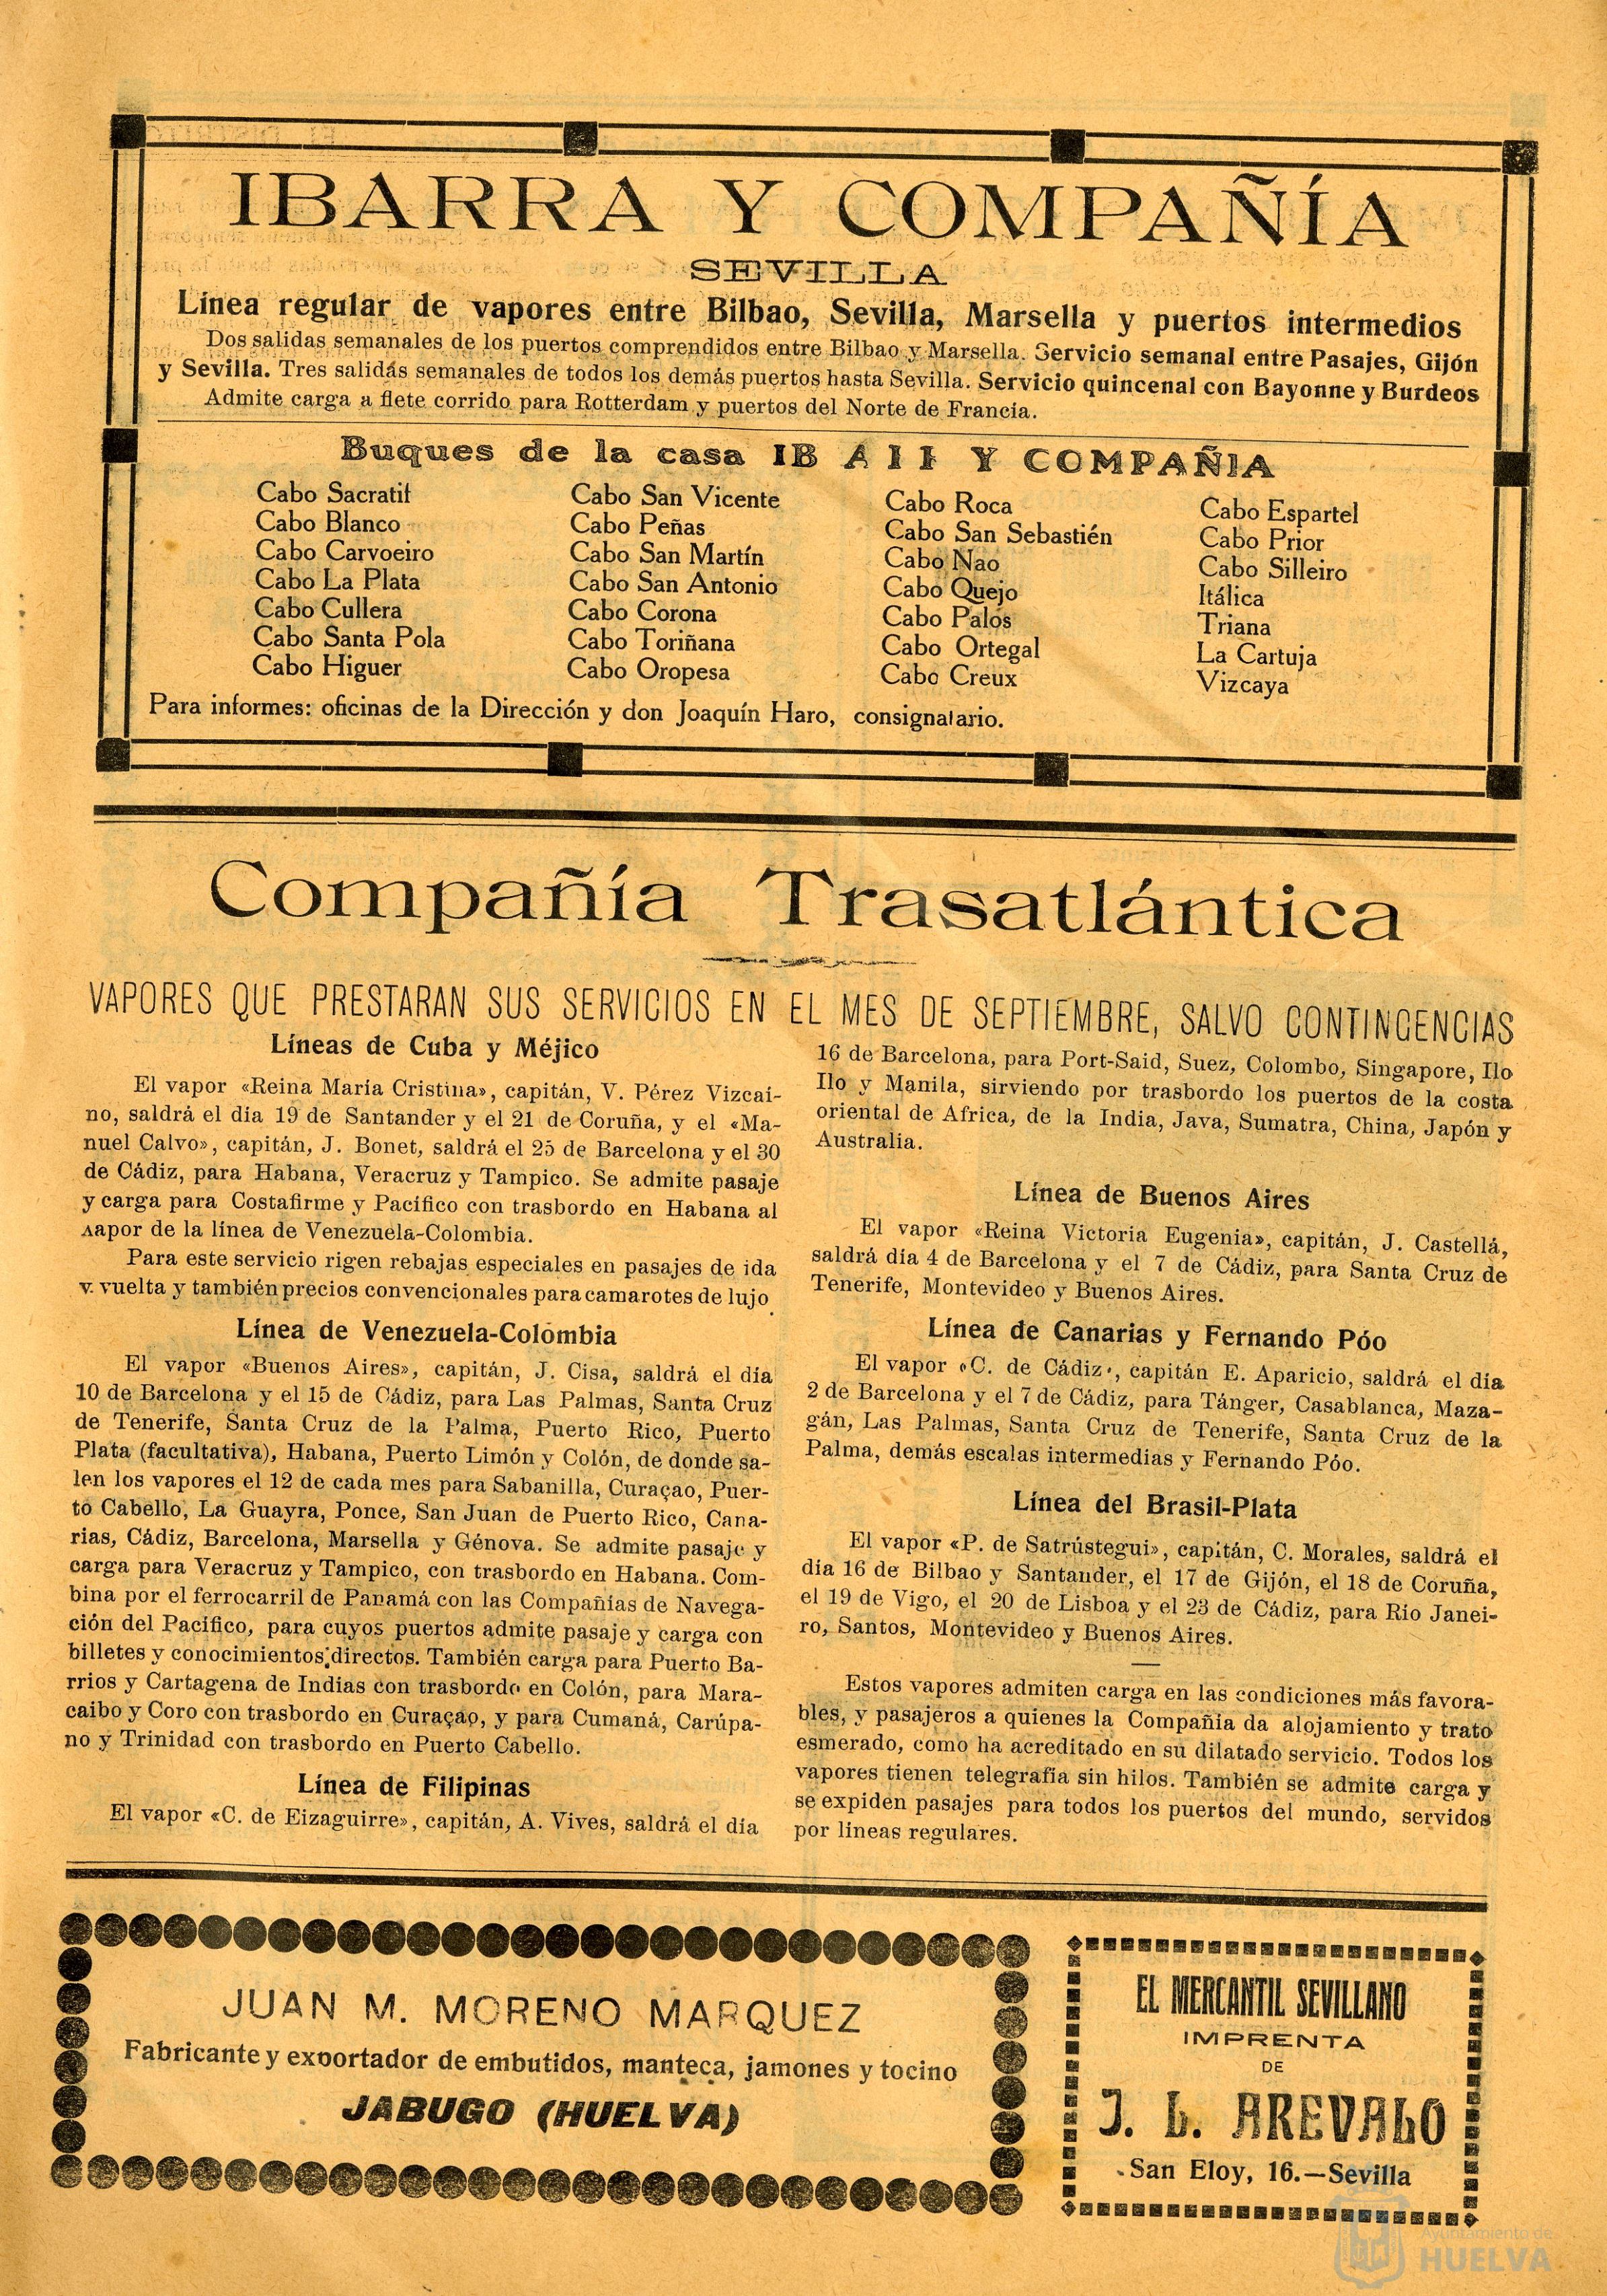 IBARRA Y COMPAÑÍA
SEVILLA
Línea regular de vapores entre Bilbao, Sevilla, Marsella y puertos intermedios
Dos salidas semanales de los puertos comprendidos entre Bilbao y Marsella. Servicio semanal entre Pasajes, Gijón
y Sevilla. Tres salidas semanales de todos los demás puertos hasta Sevilla. Servicio quincenal con Bayonne y Burdeos
Admite carga a flete corrido para Rotterdam y puertos del Norte de Francia.
Buques de la casa IB A I I Y COMPAÑIA
Cabo Sacratif
Cabo Blanco
Cabo Carvoeiro
Cabo La Plata
Cabo Cullera
Cabo Santa Pola
Cabo Higuer
Cabo San Vicente
Cabo Peñas
Cabo San Martín
Cabo San Antonio
Cabo Corona
Cabo Toriñana
Cabo Oropesa
Cabo Roca
Cabo San Sebastién
Cabo Nao
Cabo Quejo
Cabo Palos
Cabo Ortegal
Cabo Creux
Cabo Espartel
Cabo Prior
Cabo Silleiro
Itálica
Triana
La Cartuja
Vizcaya
Para informes: oficinas de la Dirección y don Joaquín Haro, consignatario.
Compañía Trasatlántica
VAPORES QUE PRESTARAN SUS SERVICIOS EN EL MES DE SEPTIEMBRE, SALVO CONTINGENCIAS
Líneas de Cuba y Méjico
El vapor «Reina María Cristina», capitán, V. Pérez Vizcaí-
no, saldrá el día 19 de Santander y el 21 de Coruña, y el «Ma-
nuel Calvo», capitán, J. Bonet, saldrá el 25 de Barcelona y el 30
de Cádiz, para Habana, Veracruz y Tampico. Se admite pasaje
y carga para Costafirme y Pacífico con trasbordo en Habana al
vapor de la línea de Venezuela-Colombia.
Para este servicio rigen rebajas especiales en pasajes de ida
y vuelta y también precios convencionales para camarotes de lujo.
Línea de Venezuela-Colombia
El vapor «Buenos Aires», capitán, J. Cisa, saldrá el día
10 de Barcelona y el 15 de Cádiz, para Las Palmas, Santa Cruz
de Tenerife, Santa Cruz de la Palma, Puerto Rico, Puerto
Plata (facultativa), Habana, Puerto Limón y Colón, de donde sa-
len los vapores el 12 de cada mes para Sabanilla, Curaçao, Puer-
to Cabello, La Guayra, Ponce, San Juan de Puerto Rico, Cana-
rias, Cádiz, Barcelona, Marsella y Génova. Se admite pasaje y
carga para Veracruz y Tampico, con trasbordo en Habana. Com-
bina por el ferrocarril de Panamá con las Compañías de Navega-
ción del Pacífico, para cuyos puertos admite pasaje y carga con
billetes y conocimientos directos. También carga para Puerto Ba-
rrios y Cartagena de Indias con trasbordo en Colón, para Mara-
caibo y Coro con trasbordo en Curaçao, y para Cumaná, Carúpa-
no y Trinidad con trasbordo en Puerto Cabello.
Línea de Filipinas
El vapor «C. de Eizaguirre», capitán, A. Vives, saldrá el día
16 de Barcelona, para Port-Said, Suez, Colombo, Singapore, Ilo
Ilo y Manila, sirviendo por trasbordo los puertos de la costa
oriental de Africa, de la India, Java, Sumatra, China, Japón y
Australia.
Línea de Buenos Aires
El vapor «Reina Victoria Eugenia», capitán, J. Castellá,
saldrá día 4 de Barcelona y el 7 de Cádiz, para Santa Cruz de
Tenerife, Montevideo y Buenos Aires.
Línea de Canarias y Fernando Póo
El vapor «C. de Cádiz», capitán E. Aparicio, saldrá el día
2 de Barcelona y el 7 de Cádiz, para Tánger, Casablanca, Maza-
gán, Las Palmas, Santa Cruz de Tenerife, Santa Cruz de la
Palma, demás escalas intermedias y Fernando Póo.
Línea del Brasil-Plata
El vapor «P. de Satrústegui», capitán, C. Morales, saldrá el
día 16 de Bilbao y Santander, el 17 de Gijón, el 18 de Coruña,
el 19 de Vigo, el 20 de Lisboa y el 23 de Cádiz, para Río Janei-
ro, Santos, Montevideo y Buenos Aires.
Estos vapores admiten carga en las condiciones más favora-
bles, y pasajeros a quienes la Compañía da alojamiento y trato
esmerado, como ha acreditado en su dilatado servicio. Todos los
vapores tienen telegrafía sin hilos. También se admite carga y
se expiden pasajes para todos los puertos del mundo, servidos
por líneas regulares.
JUAN M. MORENO MARQUEZ
Fabricante y exportador de embutidos, manteca, jamones y tocino
JABUGO (HUELVA)
EL MERCANTIL SEVILLANO
IMPRENTA
DE
J. L. AREVALO
San Eloy, 16.—Sevilla
Ayuntamiento de
HUELVA